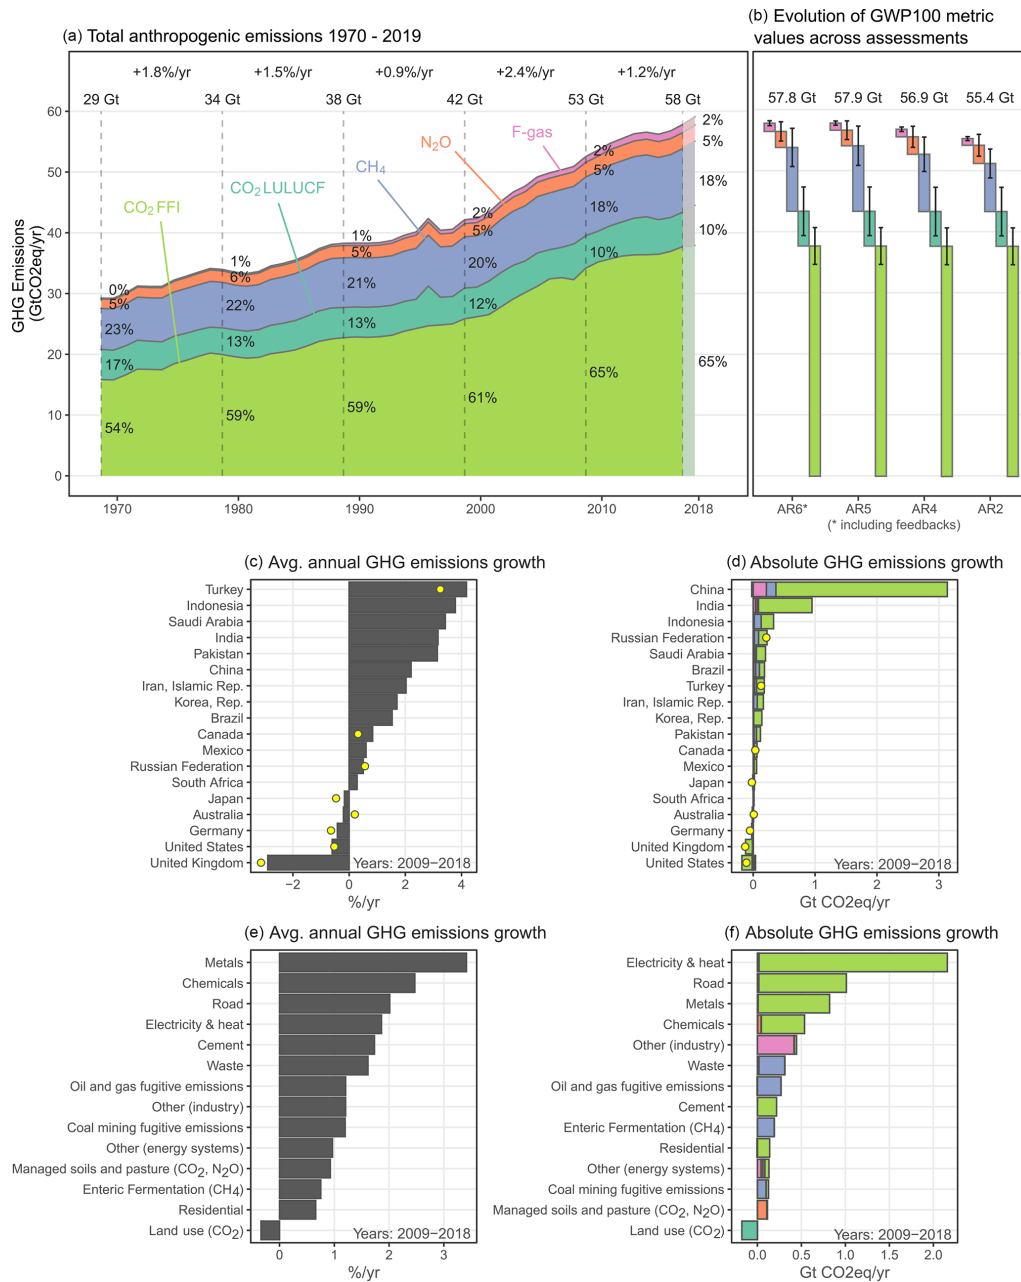 (a) Total anthropogenic emissions 1970 - 2019
+1.8%/yr +1.5%/yr +0.9%/yr +2.4%/yr +1.2%/yr
29 Gt 34 Gt 38 Gt 42 Gt 53 Gt 58 Gt
GHG Emissions
(GtCO2eq/yr)
60
50
40
30
20
10
0
F-gas
N2O
CH4
CO2 LULUCF
CO2 FFI
0%
5%
23%
17%
54%
1%
6%
22%
13%
59%
1%
5%
21%
13%
59%
2%
5%
20%
12%
61%
2%
5%
18%
10%
65%
2%
5%
18%
10%
65%
1970 1980 1990 2000 2010 2018
(b) Evolution of GWP100 metric
values across assessments
57.8 Gt 57.9 Gt 56.9 Gt 55.4 Gt
AR6* AR5 AR4 AR2
(* including feedbacks)
(c) Avg. annual GHG emissions growth
Turkey
Indonesia
Saudi Arabia
India
Pakistan
China
Iran, Islamic Rep.
Korea, Rep.
Brazil
Canada
Mexico
Russian Federation
South Africa
Japan
Australia
Germany
United States
United Kingdom
Years: 2009−2018
−2 0 2 4
%/yr
(d) Absolute GHG emissions growth
China
India
Indonesia
Russian Federation
Saudi Arabia
Brazil
Turkey
Iran, Islamic Rep.
Korea, Rep.
Pakistan
Canada
Mexico
Japan
South Africa
Australia
Germany
United Kingdom
United States
Years: 2009−2018
0 1 2 3
Gt CO2eq/yr
(e) Avg. annual GHG emissions growth
Metals
Chemicals
Road
Electricity & heat
Cement
Waste
Oil and gas fugitive emissions
Other (industry)
Coal mining fugitive emissions
Other (energy systems)
Managed soils and pasture (CO2, N2O)
Enteric Fermentation (CH4)
Residential
Land use (CO2)
Years: 2009−2018
0 1 2 3
%/yr
(f) Absolute GHG emissions growth
Electricity & heat
Road
Metals
Chemicals
Other (industry)
Waste
Oil and gas fugitive emissions
Cement
Enteric Fermentation (CH4)
Residential
Other (energy systems)
Coal mining fugitive emissions
Managed soils and pasture (CO2, N2O)
Land use (CO2)
Years: 2009−2018
0.0 0.5 1.0 1.5 2.0
Gt CO2eq/yr